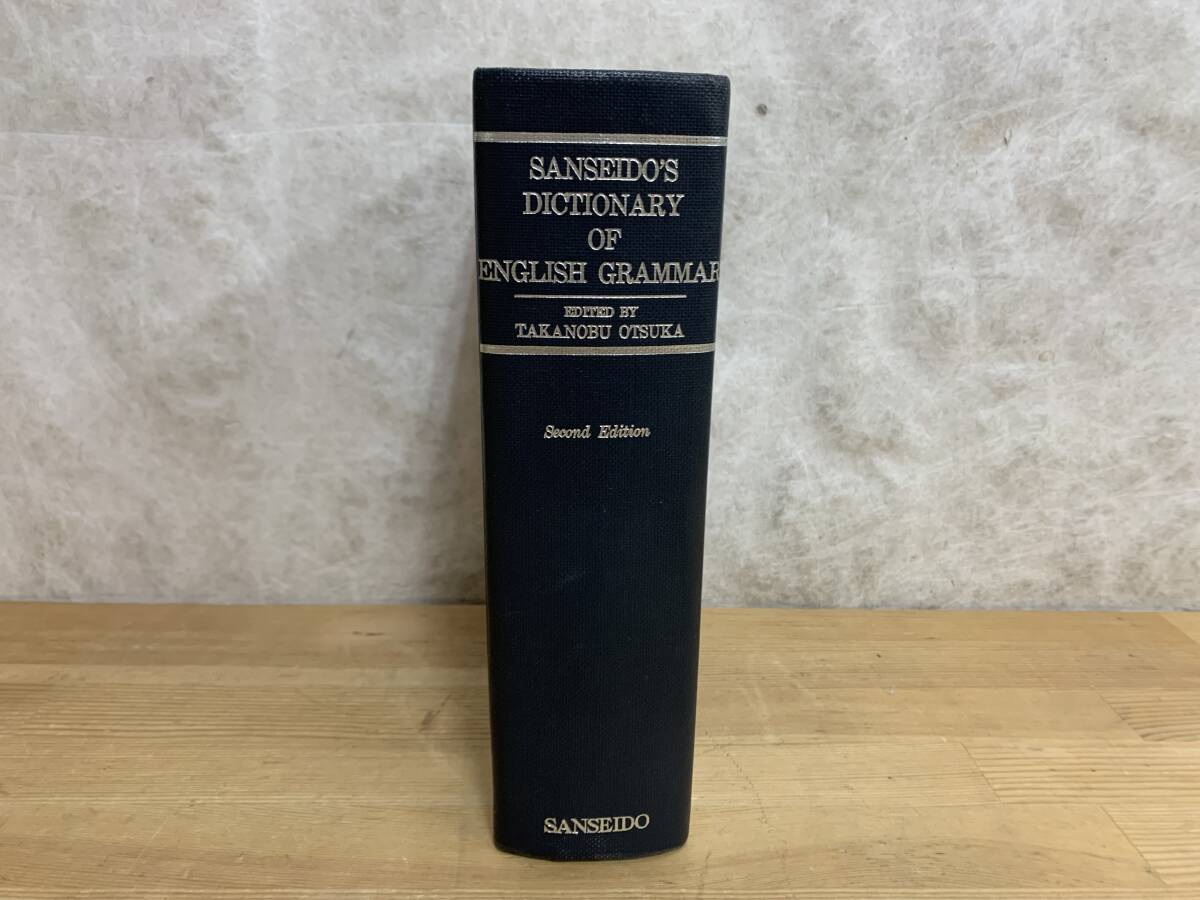 SANSEIDO'S
DICTIONARY
OF
ENGLISH GRAMMAR
EDITED BY
TAKANOBU OTSUKA
Second Edition
SANSEIDO